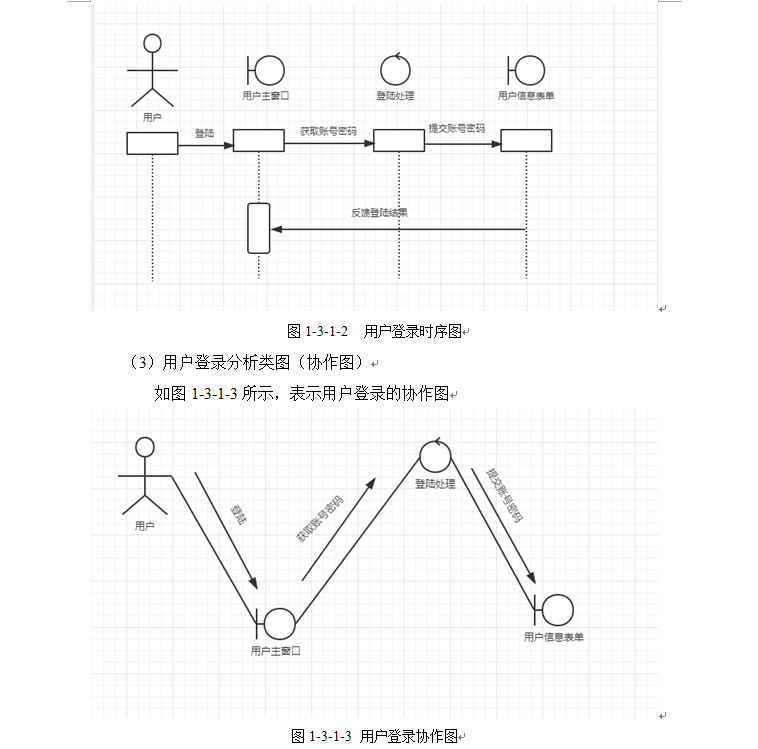 用户
用户主窗口
登陆处理
用户信息表单
登陆
获取账号密码
提交账号密码
反馈登陆结果
图 1-3-1-2 用户登录时序图
（3）用户登录分析类图（协作图）
如图 1-3-1-3 所示，表示用户登录的协作图
用户
登陆
获取账号密码
登陆处理
提交账号密码
用户主窗口
用户信息表单
图 1-3-1-3 用户登录协作图